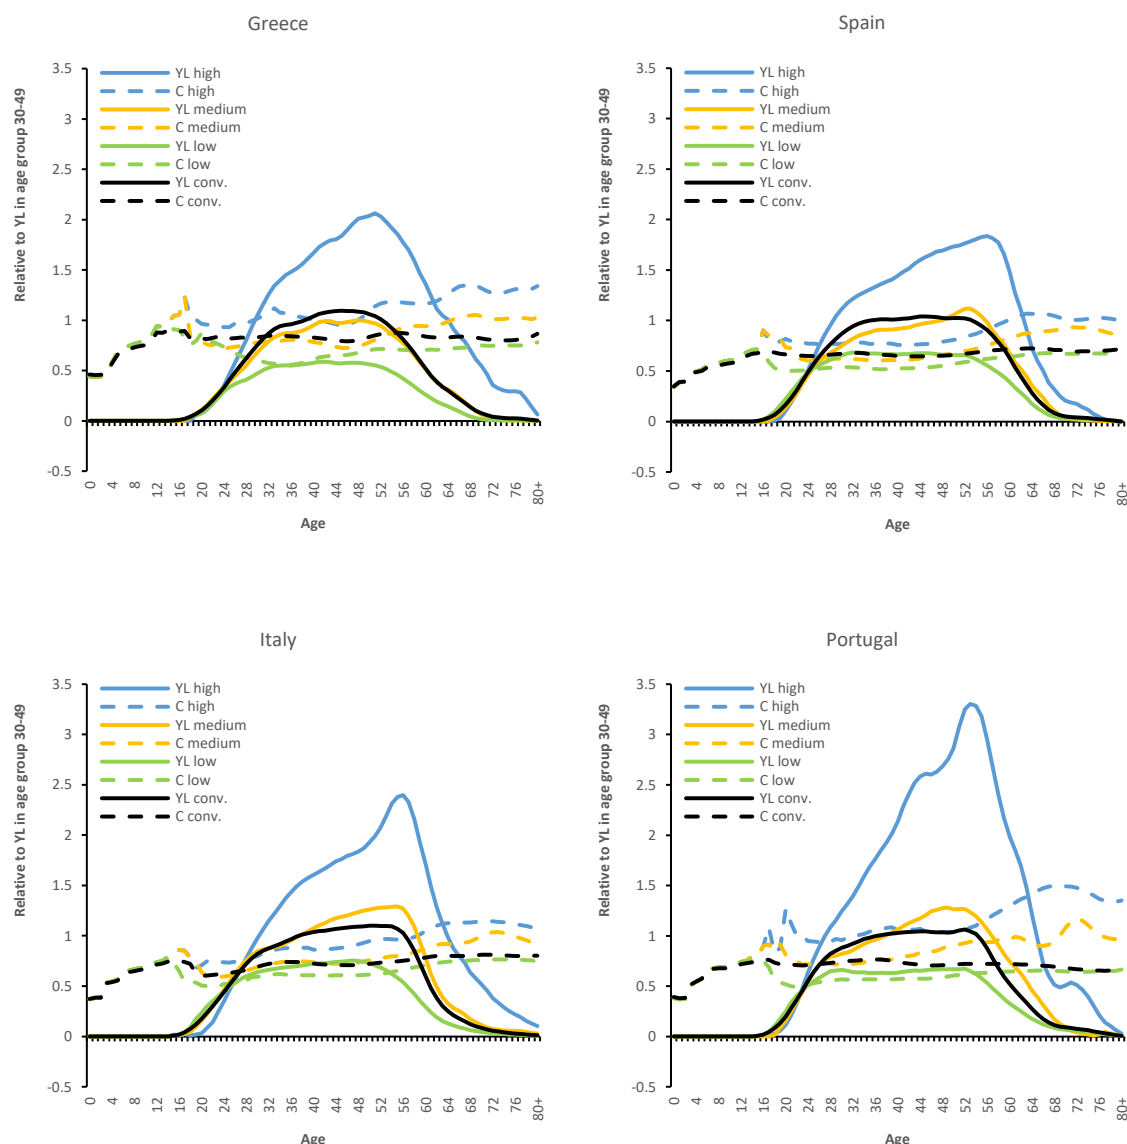 Greece
Relative to YL in age group 30-49
3.5
3
2.5
2
1.5
1
0.5
0
-0.5
YL high
C high
YL medium
C medium
YL low
C low
YL conv.
C conv.
0 4 8 12 16 20 24 28 32 36 40 44 48 52 56 60 64 68 72 76 80+
Age
Spain
Relative to YL in age group 30-49
3.5
3
2.5
2
1.5
1
0.5
0
-0.5
YL high
C high
YL medium
C medium
YL low
C low
YL conv.
C conv.
0 4 8 12 16 20 24 28 32 36 40 44 48 52 56 60 64 68 72 76 80+
Age
Italy
Relative to YL in age group 30-49
3.5
3
2.5
2
1.5
1
0.5
0
-0.5
YL high
C high
YL medium
C medium
YL low
C low
YL conv.
C conv.
0 4 8 12 16 20 24 28 32 36 40 44 48 52 56 60 64 68 72 76 80+
Age
Portugal
Relative to YL in age group 30-49
3.5
3
2.5
2
1.5
1
0.5
0
-0.5
YL high
C high
YL medium
C medium
YL low
C low
YL conv.
C conv.
0 4 8 12 16 20 24 28 32 36 40 44 48 52 56 60 64 68 72 76 80+
Age